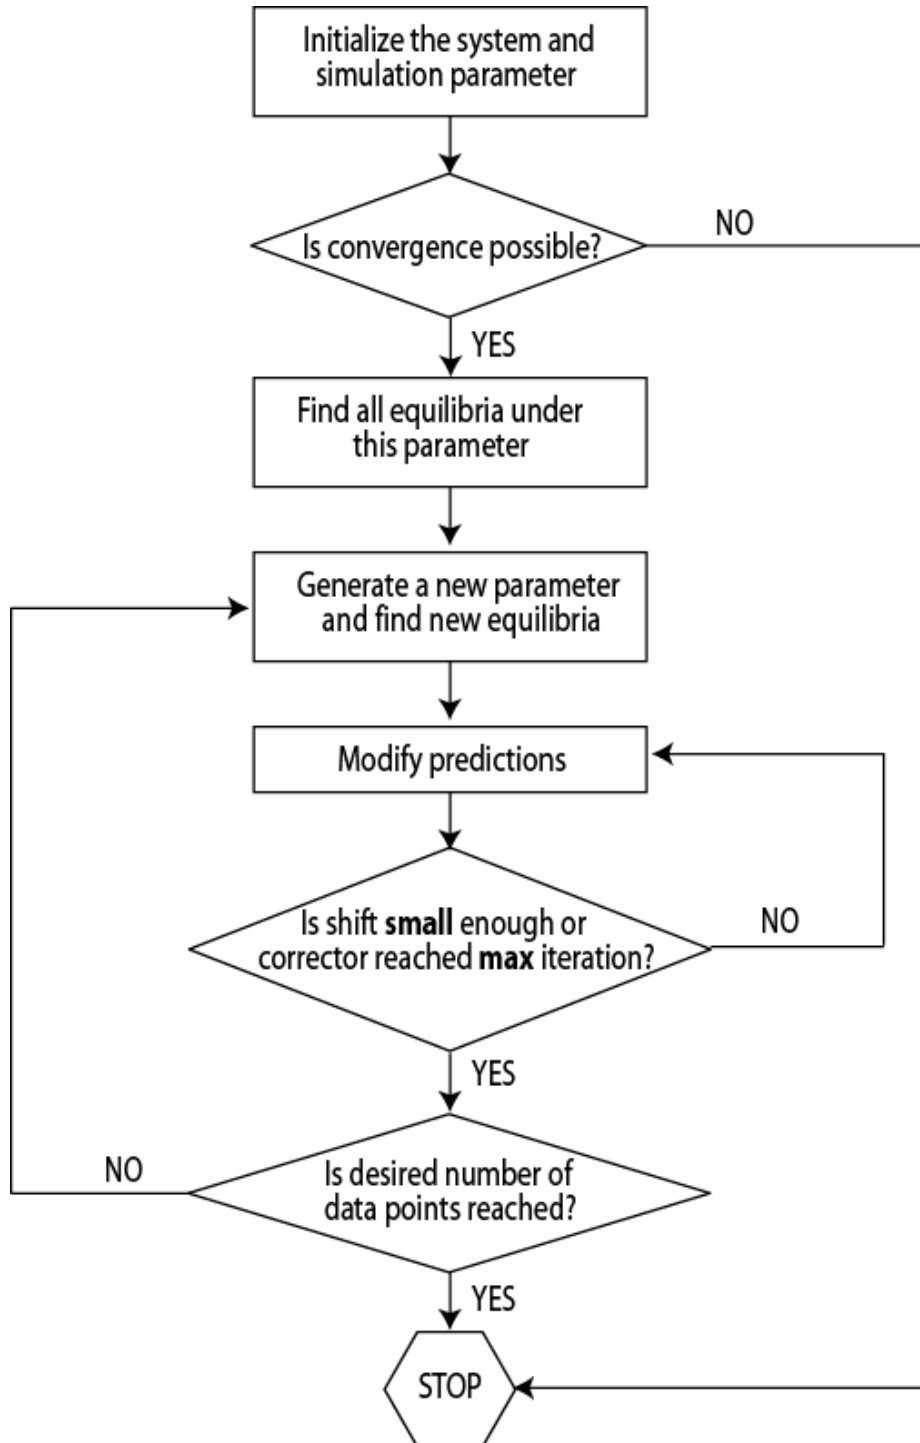 Initialize the system and
simulation parameter
NO
Is convergence possible?
YES
Find all equilibria under
this parameter
Generate a new parameter
and find new equilibria
Modify predictions
Is shift small enough or
corrector reached max iteration?
NO
YES
NO
Is desired number of
data points reached?
YES
STOP